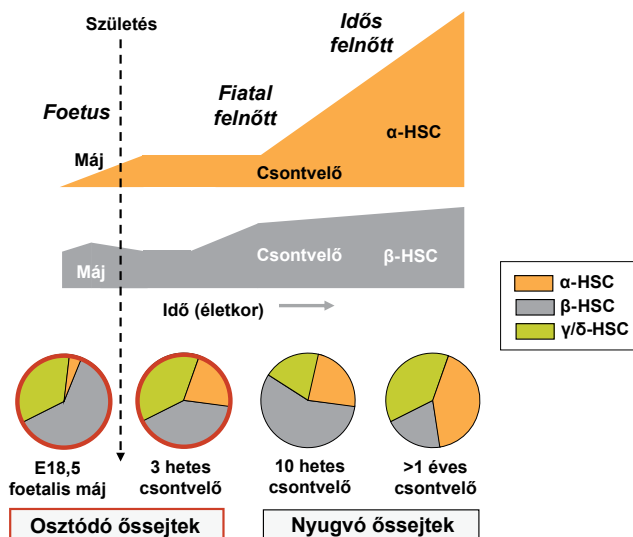 Születés
Idős
felnőtt
Foetus
Fiatal
felnőtt
α-HSC
Máj
Csontvelő
Csontvelő
β-HSC
Máj
Idő (életkor)
α-HSC
β-HSC
γ/δ-HSC
E18,5
foetalis máj
3 hetes
csontvelő
10 hetes
csontvelő
>1 éves
csontvelő
Osztódó őssejtek
Nyugvó őssejtek